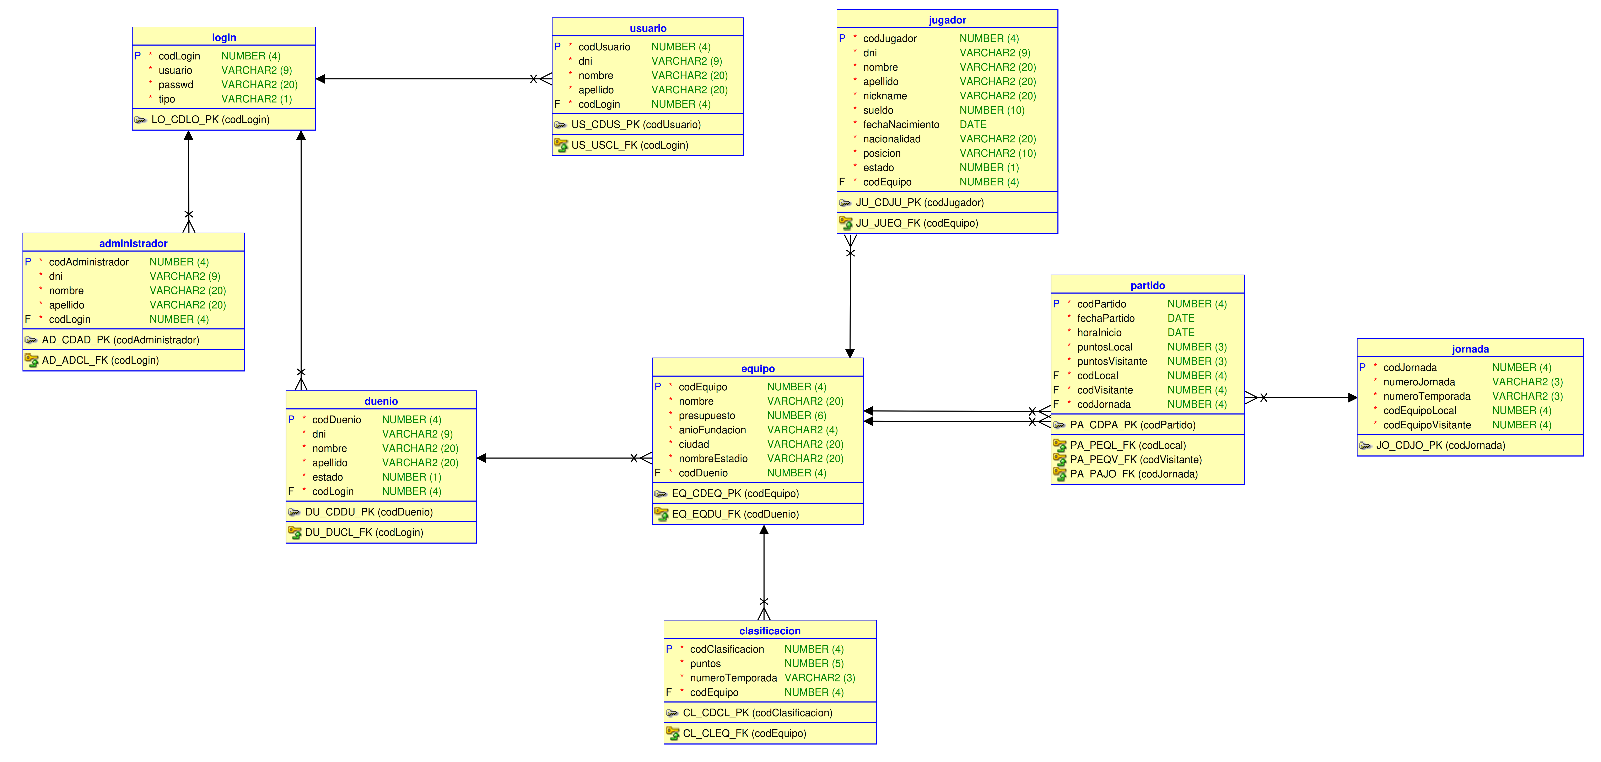 login
P * codLogin NUMBER (4)
* usuario VARCHAR2 (9)
* passwd VARCHAR2 (20)
* tipo VARCHAR2 (1)
LO_CDLO_PK (codLogin)
usuario
P * codUsuario NUMBER (4)
* dni VARCHAR2 (9)
* nombre VARCHAR2 (20)
* apellido VARCHAR2 (20)
F * codLogin NUMBER (4)
US_CDUS_PK (codUsuario)
US_USCL_FK (codLogin)
jugador
P * codJugador NUMBER (4)
* dni VARCHAR2 (9)
* nombre VARCHAR2 (20)
* apellido VARCHAR2 (20)
* nickname VARCHAR2 (20)
* sueldo NUMBER (10)
* fechaNacimiento DATE
* nacionalidad VARCHAR2 (20)
* posicion VARCHAR2 (10)
* estado NUMBER (1)
F * codEquipo NUMBER (4)
JU_CDJU_PK (codJugador)
JU_JUEQ_FK (codEquipo)
administrador
P * codAdministrador NUMBER (4)
* dni VARCHAR2 (9)
* nombre VARCHAR2 (20)
* apellido VARCHAR2 (20)
F * codLogin NUMBER (4)
AD_CDAD_PK (codAdministrador)
AD_ADCL_FK (codLogin)
partido
P * codPartido NUMBER (4)
* fechaPartido DATE
* horaInicio DATE
* puntosLocal NUMBER (3)
* puntosVisitante NUMBER (3)
F * codLocal NUMBER (4)
F * codVisitante NUMBER (4)
F * codJornada NUMBER (4)
PA_CDPA_PK (codPartido)
PA_PEQL_FK (codLocal)
PA_PEQV_FK (codVisitante)
PA_PAJO_FK (codJornada)
jornada
P * codJornada NUMBER (4)
* numeroJornada VARCHAR2 (3)
* numeroTemporada VARCHAR2 (3)
* codEquipoLocal NUMBER (4)
* codEquipoVisitante NUMBER (4)
JO_CDJO_PK (codJornada)
equipo
P * codEquipo NUMBER (4)
* nombre VARCHAR2 (20)
* presupuesto NUMBER (6)
* anioFundacion VARCHAR2 (4)
* ciudad VARCHAR2 (20)
* nombreEstadio VARCHAR2 (20)
F * codDuenio NUMBER (4)
EQ_CDEQ_PK (codEquipo)
EQ_EQDU_FK (codDuenio)
duenio
P * codDuenio NUMBER (4)
* dni VARCHAR2 (9)
* nombre VARCHAR2 (20)
* apellido VARCHAR2 (20)
* estado NUMBER (1)
F * codLogin NUMBER (4)
DU_CDDU_PK (codDuenio)
DU_DUCL_FK (codLogin)
clasificacion
P * codClasificacion NUMBER (4)
* puntos NUMBER (5)
* numeroTemporada VARCHAR2 (3)
F * codEquipo NUMBER (4)
CL_CDCL_PK (codClasificacion)
CL_CLEQ_FK (codEquipo)